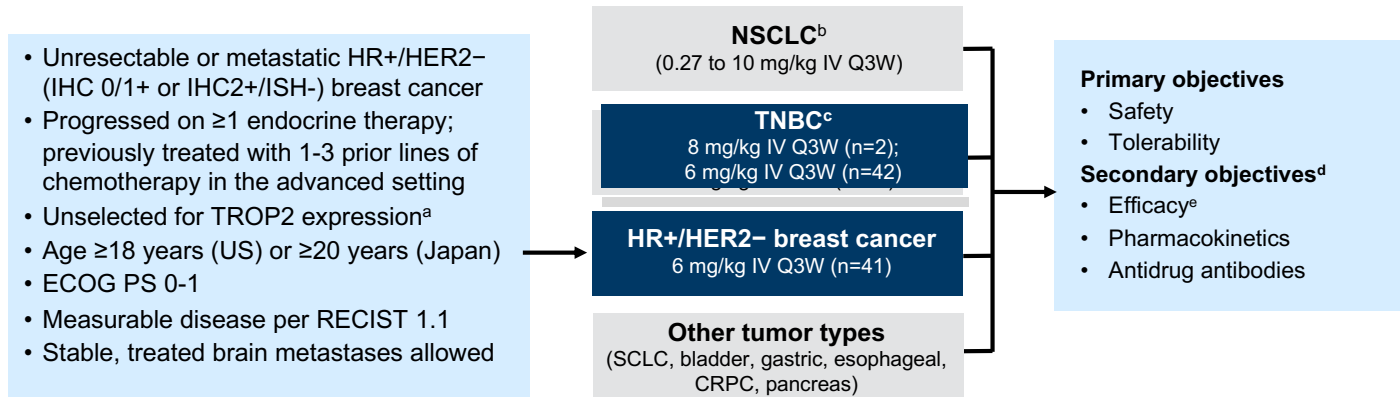 • Unresectable or metastatic HR+/HER2−
(IHC 0/1+ or IHC2+/ISH-) breast cancer
• Progressed on ≥1 endocrine therapy;
previously treated with 1-3 prior lines of
chemotherapy in the advanced setting
• Unselected for TROP2 expressionᵃ
• Age ≥18 years (US) or ≥20 years (Japan)
• ECOG PS 0-1
• Measurable disease per RECIST 1.1
• Stable, treated brain metastases allowed
NSCLCᵇ
(0.27 to 10 mg/kg IV Q3W)
TNBCᶜ
8 mg/kg IV Q3W (n=2);
6 mg/kg IV Q3W (n=42)
HR+/HER2− breast cancer
6 mg/kg IV Q3W (n=41)
Other tumor types
(SCLC, bladder, gastric, esophageal,
CRPC, pancreas)
Primary objectives
• Safety
• Tolerability
Secondary objectivesᵈ
• Efficacyᵉ
• Pharmacokinetics
• Antidrug antibodies